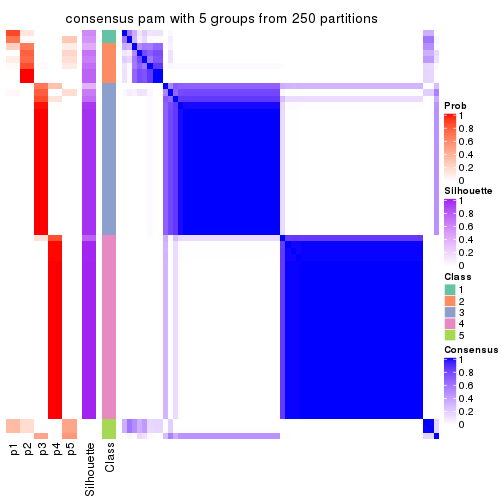 consensus pam with 5 groups from 250 partitions
Prob
1
0.8
0.6
0.4
0.2
0
Silhouette
1
0.8
0.6
0.4
0.2
0
Class
1
2
3
4
5
Consensus
1
0.8
0.6
0.4
0.2
0
p1
p2
p3
p4
p5
Silhouette
Class